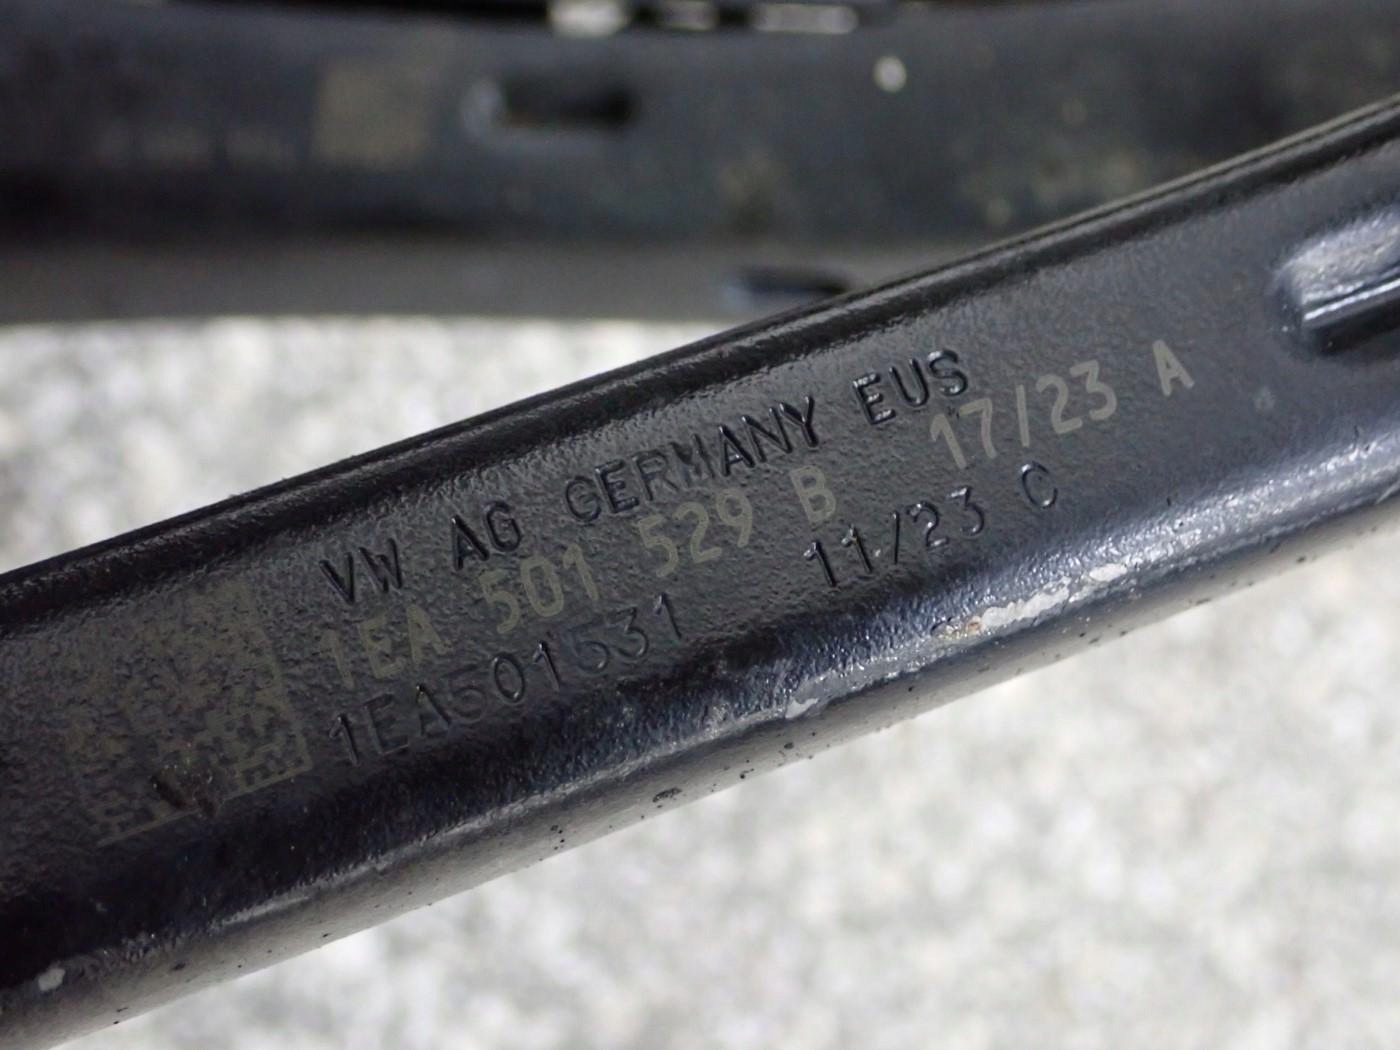 VW AG GERMANY EUS
1EA 501 529 B 17/23 A
1EA501531 11/23 C